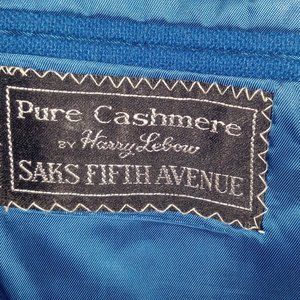 Pure Cashmere
BY Harry Lebow
SAKS FIFTH AVENUE